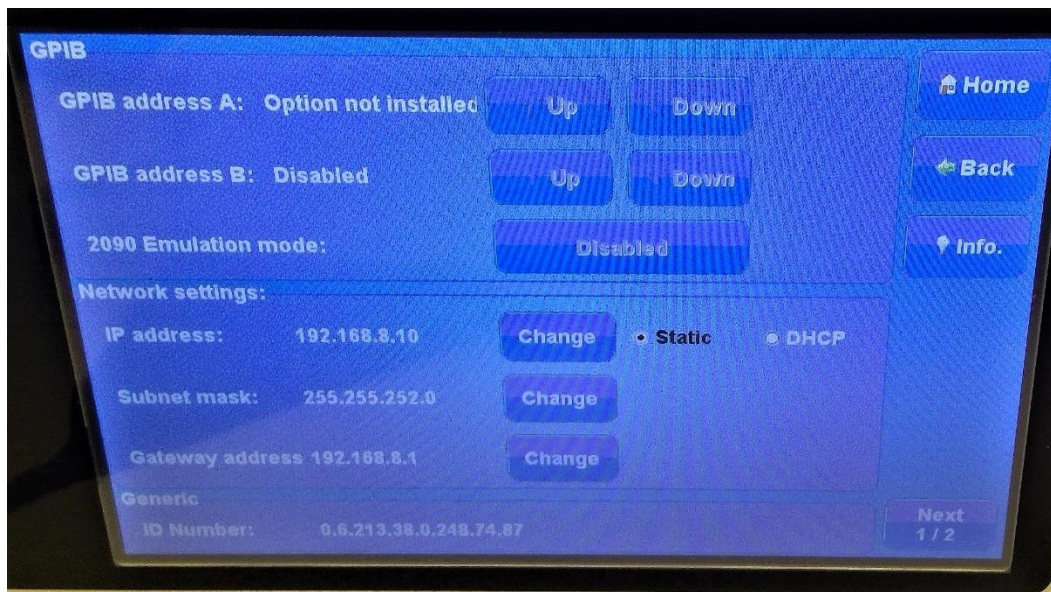 GPIB
GPIB address A: Option not installed Up Down
Home
GPIB address B: Disabled Up Down
Back
2090 Emulation mode: Disabled
Info.
Network settings:
IP address: 192.168.8.10 Change Static DHCP
Subnet mask: 255.255.252.0 Change
Gateway address 192.168.8.1 Change
Generic
ID Number: 0.6.213.38.0.248.74.87
Next
1 / 2